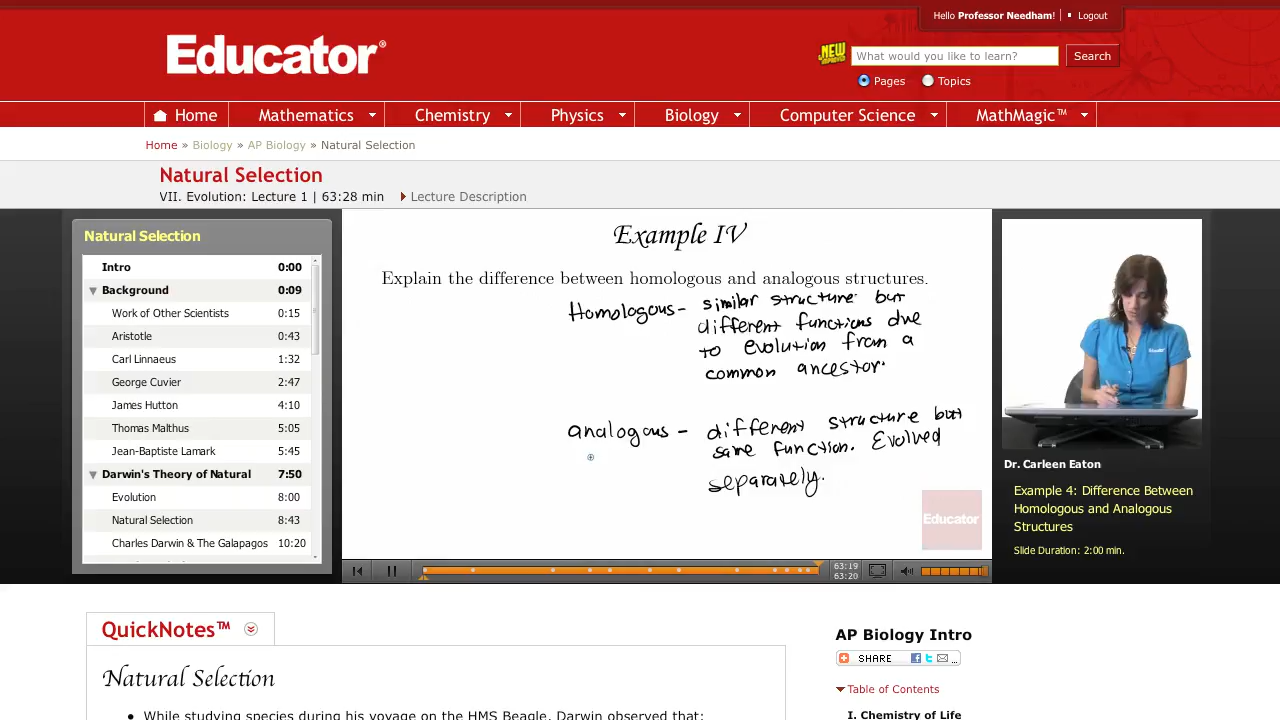 Hello Professor Needham! Logout
Educator®
NEW
What would you like to learn? Search
Pages Topics
Home Mathematics Chemistry Physics Biology Computer Science MathMagic™
Home » Biology » AP Biology » Natural Selection
Natural Selection
VII. Evolution: Lecture 1 | 63:28 min Lecture Description
Natural Selection
Intro 0:00
Background 0:09
Work of Other Scientists 0:15
Aristotle 0:43
Carl Linnaeus 1:32
George Cuvier 2:47
James Hutton 4:10
Thomas Malthus 5:05
Jean-Baptiste Lamark 5:45
Darwin's Theory of Natural 7:50
Evolution 8:00
Natural Selection 8:43
Charles Darwin & The Galapagos 10:20
Example IV
Explain the difference between homologous and analogous structures.
Homologous- similar structure but
different functions due
to evolution from a
common ancestor.
analogous - different structure but
same function. Evolved
separately.
Educator
63:19
63:20
Dr. Carleen Eaton
Example 4: Difference Between
Homologous and Analogous
Structures
Slide Duration: 2:00 min.
QuickNotes™
Natural Selection
• While studying species during his voyage on the HMS Beagle, Darwin observed that:
AP Biology Intro
SHARE ...
Table of Contents
I. Chemistry of Life